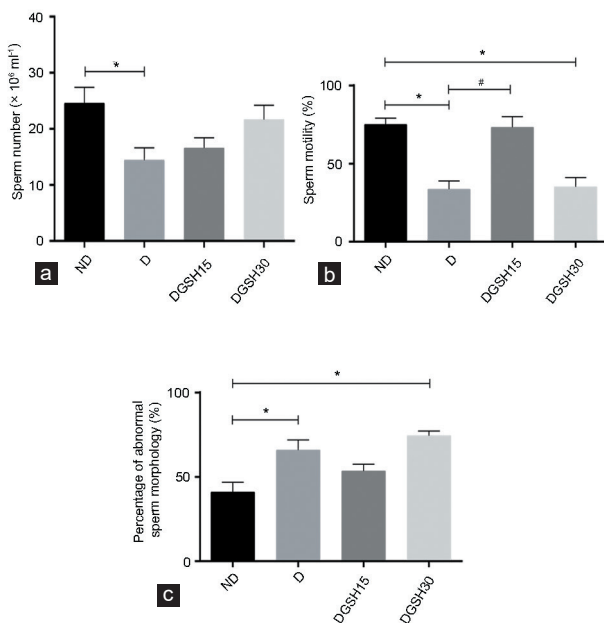 40
30
20
10
0
Sperm number (× 10⁶ ml⁻¹)
*
ND
D
DGSH15
DGSH30
a
100
50
0
Sperm motility (%)
*
*
#
ND
D
DGSH15
DGSH30
b
100
50
0
Percentage of abnormal
sperm morphology (%)
*
*
ND
D
DGSH15
DGSH30
c